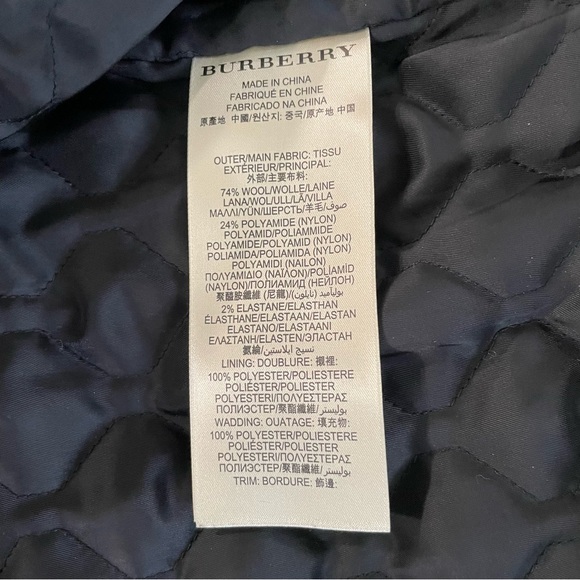 BURBERRY
MADE IN CHINA
FABRIQUÉ EN CHINE
FABRICADO NA CHINA
原產地 中國/원산지: 중국/原产地 中国
OUTER/MAIN FABRIC: TISSU
EXTÉRIEUR/PRINCIPAL:
外部/主要布料:
74% WOOL/WOLLE/LAINE
LANA/WOL/ULL/LÃ/VILLA
ΜΑΛΛΙ/YÜN/ШЕРСТЬ/羊毛/صوف
24% POLYAMIDE (NYLON)
POLYAMID/POLIAMMIDE
POLYAMIDE/POLYAMID (NYLON)
POLIAMIDA/POLIAMIDA (NYLON)
POLYAMIDI (NAILON)
ΠΟΛΥΑΜΙΔΙΟ (ΝΑΪΛΟΝ)/POLİAMİD
(NAYLON)/ПОЛИАМИД (НЕЙЛОН)
聚醯胺纖維 (尼龍)/بوليأميد (نايلون)
2% ELASTANE/ELASTHAN
ÉLASTHANE/ELASTAN/ELASTAAN
ELASTANO/ELASTAANI
ΕΛΑΣΤΑΝΗ/ELASTEN/ЭЛАСТАН
氨綸/نسيج إيلاستين
LINING: DOUBLURE: 襯裡:
100% POLYESTER/POLIESTERE
POLIÉSTER/POLIESTER
POLYESTERI/ΠΟΛΥΕΣΤΕΡΑΣ
ПОЛИЭСТЕР/聚酯纖維/بوليستر
WADDING: OUATAGE: 填充物:
100% POLYESTER/POLIESTERE
POLIÉSTER/POLIESTER
POLYESTERI/ΠΟΛΥΕΣΤΕΡΑΣ
ПОЛИЭСТЕР/聚酯纖維/بوليستر
TRIM: BORDURE: 飾邊: